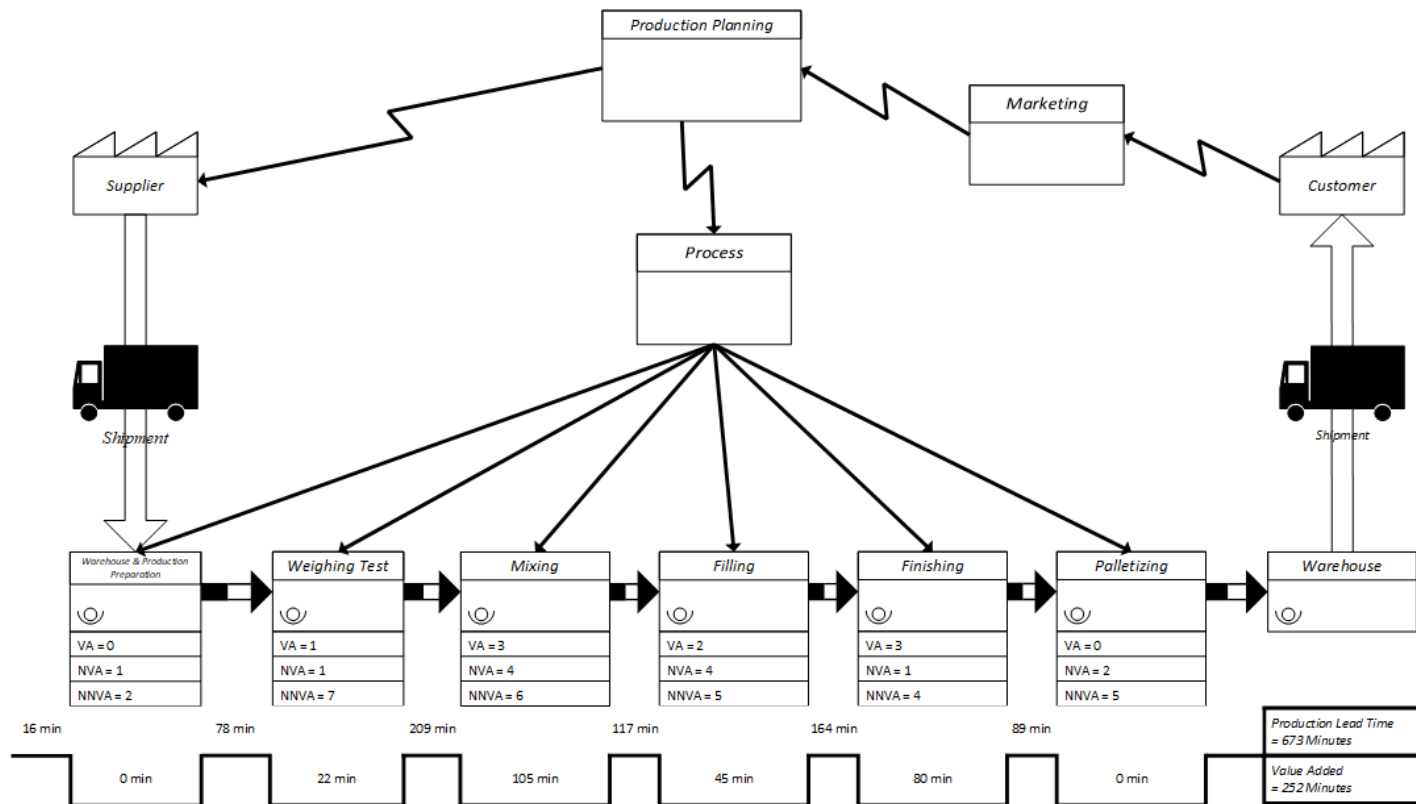 Production Planning
Marketing
Supplier
Customer
Process
Shipment
Shipment
Warehouse & Production
Preparation
VA = 0
NVA = 1
NNVA = 2
Weighing Test
VA = 1
NVA = 1
NNVA = 7
Mixing
VA = 3
NVA = 4
NNVA = 6
Filling
VA = 2
NVA = 4
NNVA = 5
Finishing
VA = 3
NVA = 1
NNVA = 4
Palletizing
VA = 0
NVA = 2
NNVA = 5
Warehouse
16 min
78 min
209 min
117 min
164 min
89 min
Production Lead Time
= 673 Minutes
0 min
22 min
105 min
45 min
80 min
0 min
Value Added
= 252 Minutes